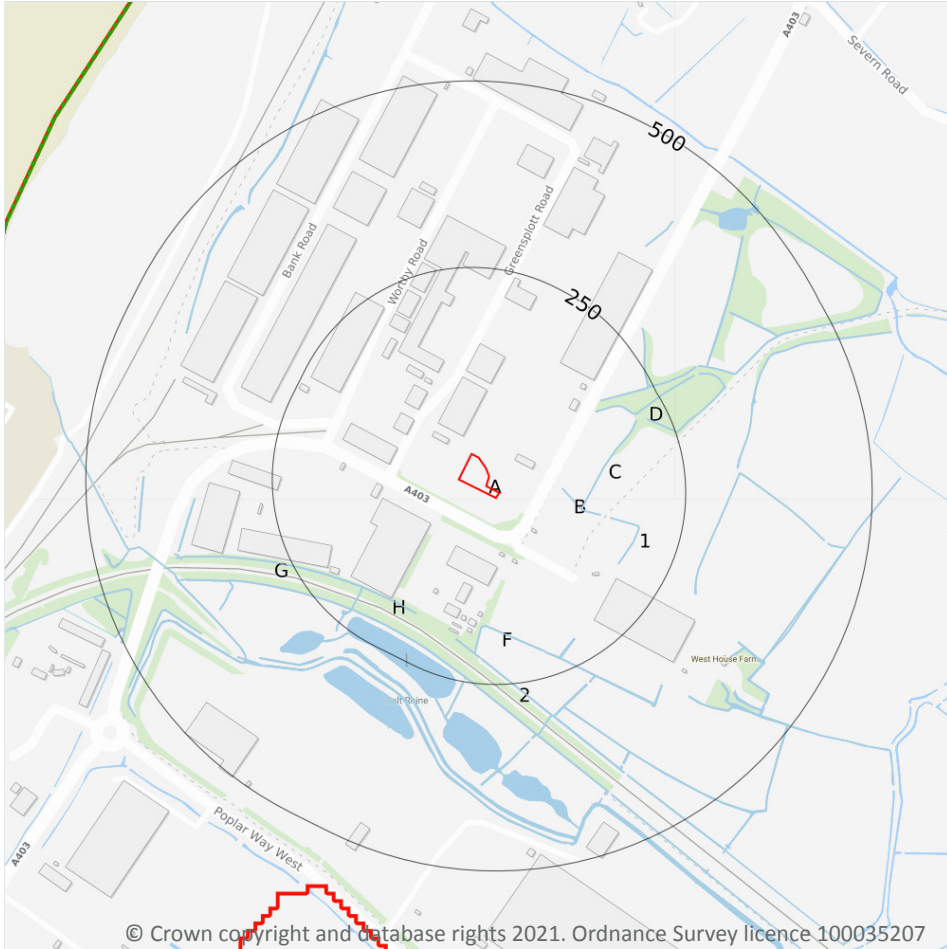 A403
Severn Road
500
Bank Road
Worthy Road
Greensplott Road
250
D
C
A
A403
B
1
G
H
F
West House Farm
2
Poplar Way West
A403
© Crown copyright and database rights 2021. Ordnance Survey licence 100035207